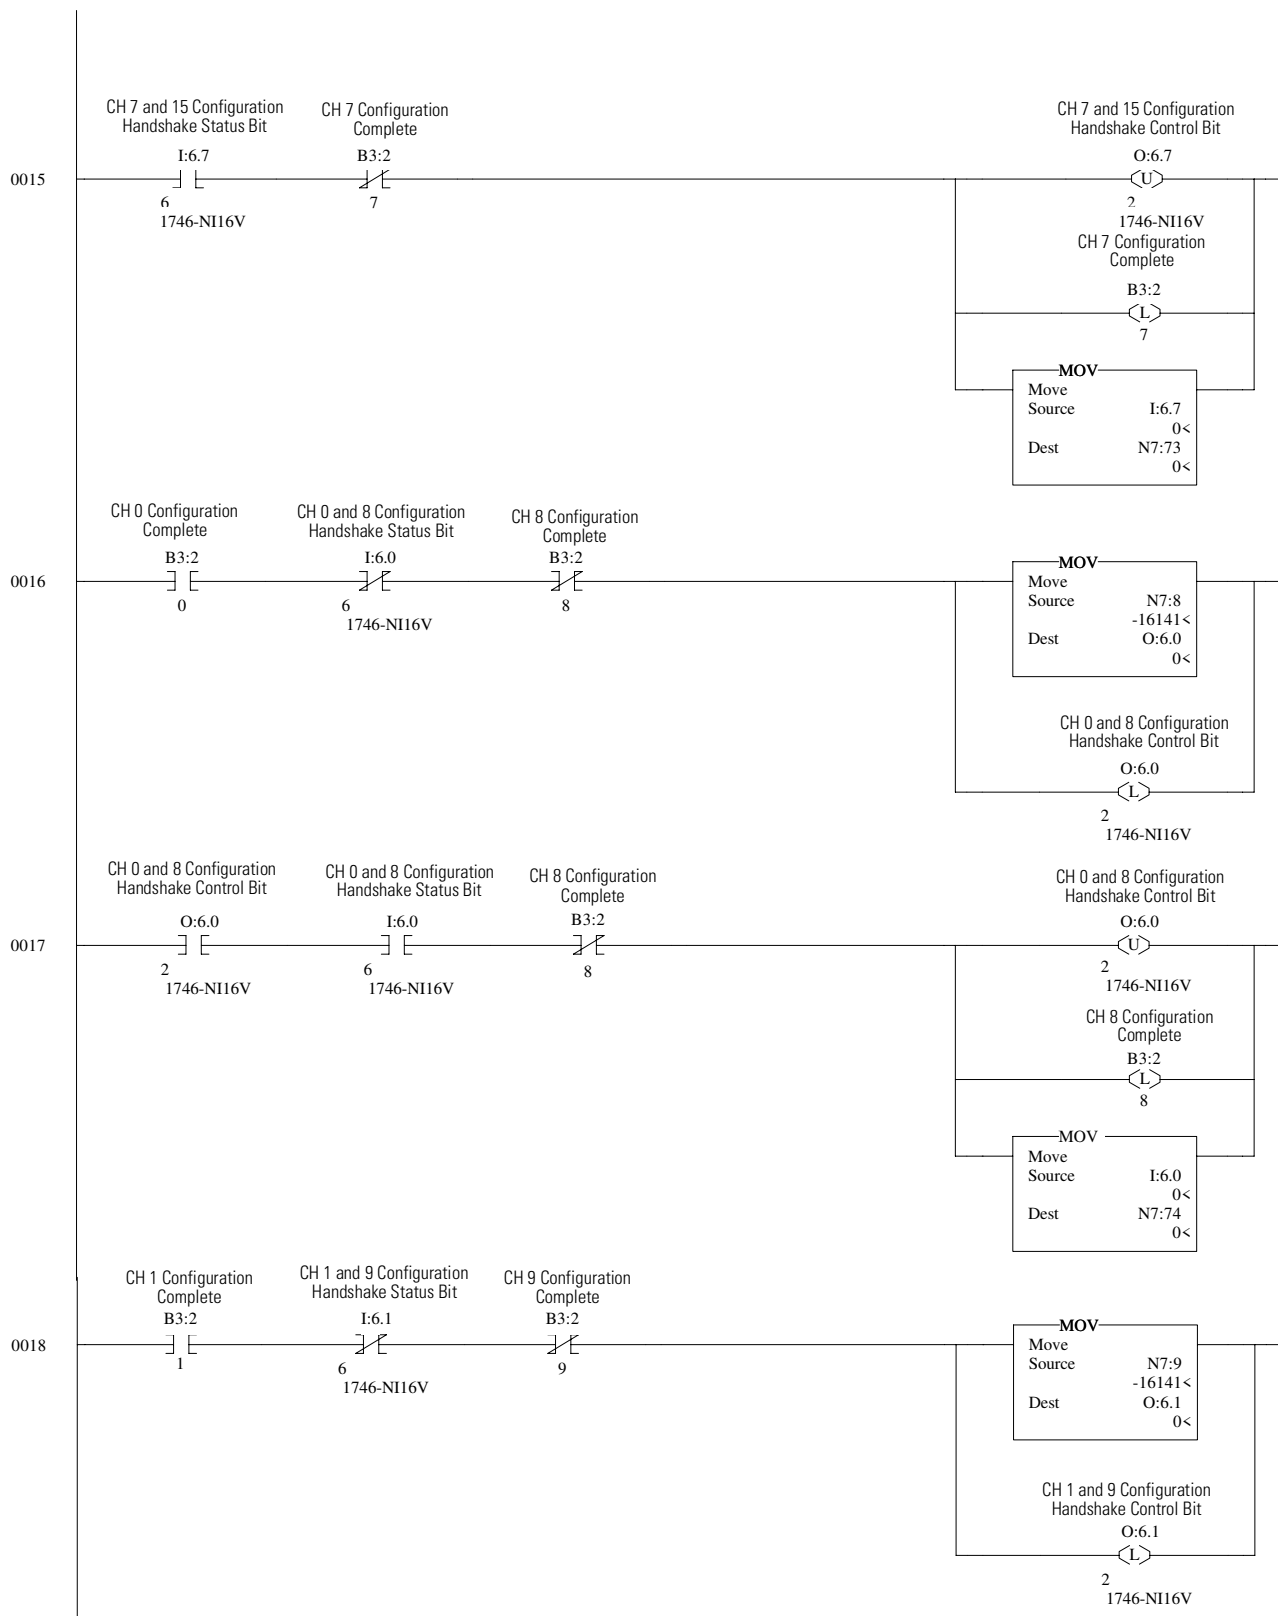 CH 7 and 15 Configuration
Handshake Status Bit
I:6.7
6
1746-NI16V
CH 7 Configuration
Complete
B3:2
7
CH 7 and 15 Configuration
Handshake Control Bit
O:6.7
U
2
1746-NI16V
0015
CH 7 Configuration
Complete
B3:2
L
7
MOV
Move
Source I:6.7
0<
Dest N7:73
0<
CH 0 Configuration
Complete
B3:2
0
CH 0 and 8 Configuration
Handshake Status Bit
I:6.0
6
1746-NI16V
CH 8 Configuration
Complete
B3:2
8
0016
MOV
Move
Source N7:8
-16141<
Dest O:6.0
0<
CH 0 and 8 Configuration
Handshake Control Bit
O:6.0
L
2
1746-NI16V
CH 0 and 8 Configuration
Handshake Control Bit
O:6.0
2
1746-NI16V
CH 0 and 8 Configuration
Handshake Status Bit
I:6.0
6
1746-NI16V
CH 8 Configuration
Complete
B3:2
8
0017
CH 0 and 8 Configuration
Handshake Control Bit
O:6.0
U
2
1746-NI16V
CH 8 Configuration
Complete
B3:2
L
8
MOV
Move
Source I:6.0
0<
Dest N7:74
0<
CH 1 Configuration
Complete
B3:2
1
CH 1 and 9 Configuration
Handshake Status Bit
I:6.1
6
1746-NI16V
CH 9 Configuration
Complete
B3:2
9
0018
MOV
Move
Source N7:9
-16141<
Dest O:6.1
0<
CH 1 and 9 Configuration
Handshake Control Bit
O:6.1
L
2
1746-NI16V